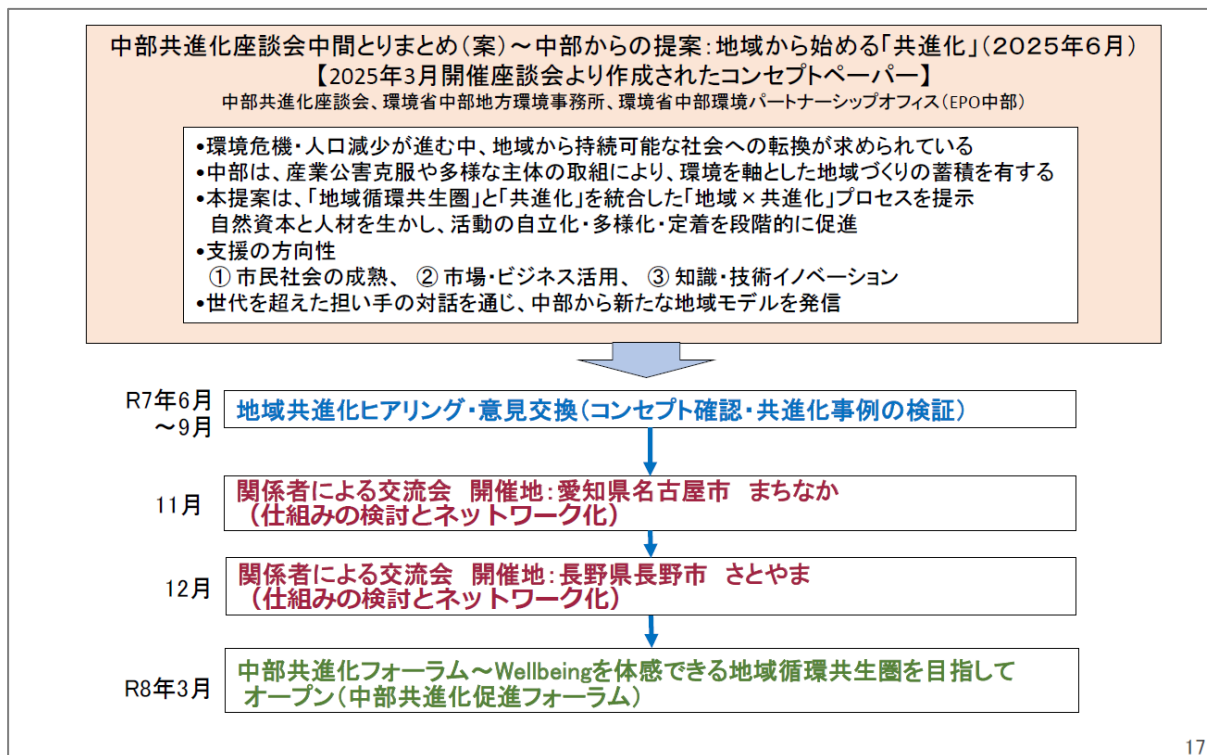 中部共進化座談会中間とりまとめ(案)～中部からの提案:地域から始める「共進化」(2025年6月)
【2025年3月開催座談会より作成されたコンセプトペーパー】
中部共進化座談会、環境省中部地方環境事務所、環境省中部環境パートナーシップオフィス(EPO中部)
•環境危機・人口減少が進む中、地域から持続可能な社会への転換が求められている
•中部は、産業公害克服や多様な主体の取組により、環境を軸とした地域づくりの蓄積を有する
•本提案は、「地域循環共生圏」と「共進化」を統合した「地域×共進化」プロセスを提示
自然資本と人材を生かし、活動の自立化・多様化・定着を段階的に促進
•支援の方向性
① 市民社会の成熟、 ② 市場・ビジネス活用、 ③ 知識・技術イノベーション
•世代を超えた担い手の対話を通じ、中部から新たな地域モデルを発信
R7年6月
～9月
地域共進化ヒアリング・意見交換(コンセプト確認・共進化事例の検証)
11月
関係者による交流会 開催地:愛知県名古屋市 まちなか
(仕組みの検討とネットワーク化)
12月
関係者による交流会 開催地:長野県長野市 さとやま
(仕組みの検討とネットワーク化)
R8年3月
中部共進化フォーラム～Wellbeingを体感できる地域循環共生圏を目指して
オープン(中部共進化促進フォーラム)
17